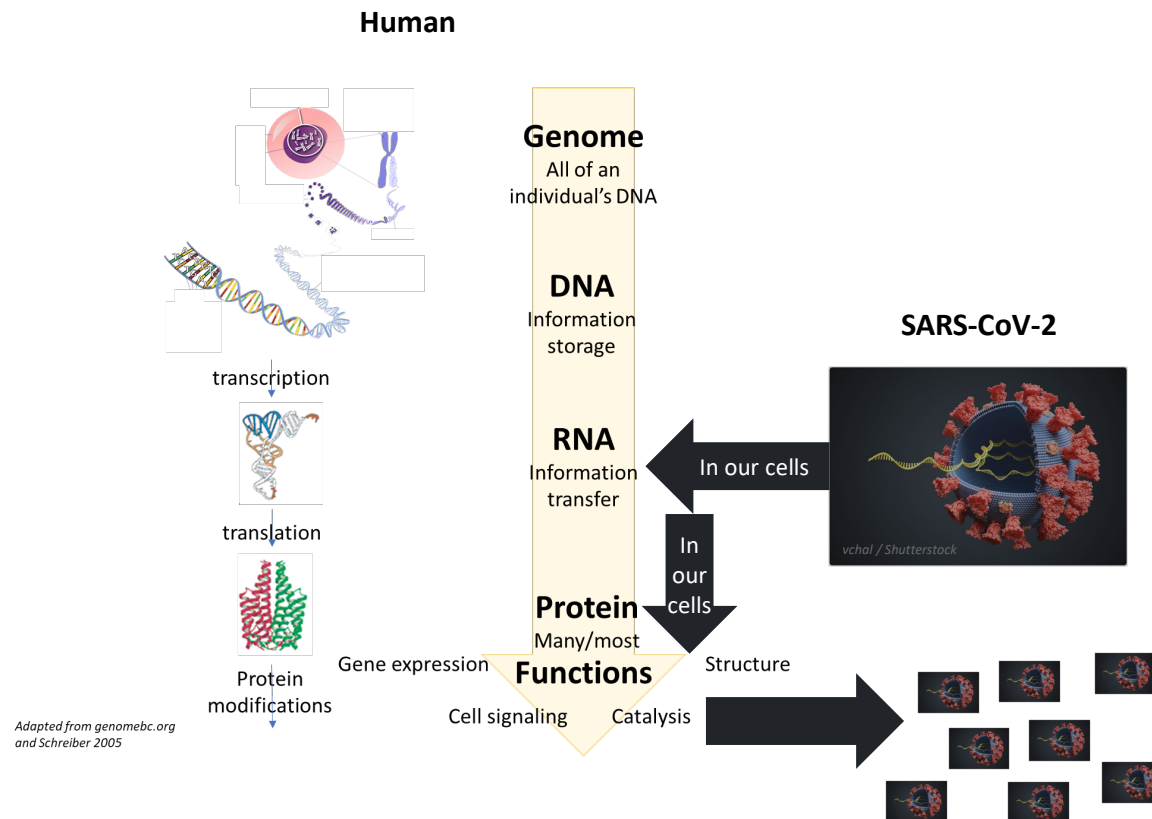 Human
Genome
All of an
individual's DNA
DNA
Information
storage
SARS-CoV-2
transcription
RNA
Information
transfer
In our cells
translation
vchal / Shutterstock
In
our
cells
Protein
Many/most
Functions
Gene expression
Structure
Protein
modifications
Cell signaling
Catalysis
Adapted from genomebc.org
and Schreiber 2005